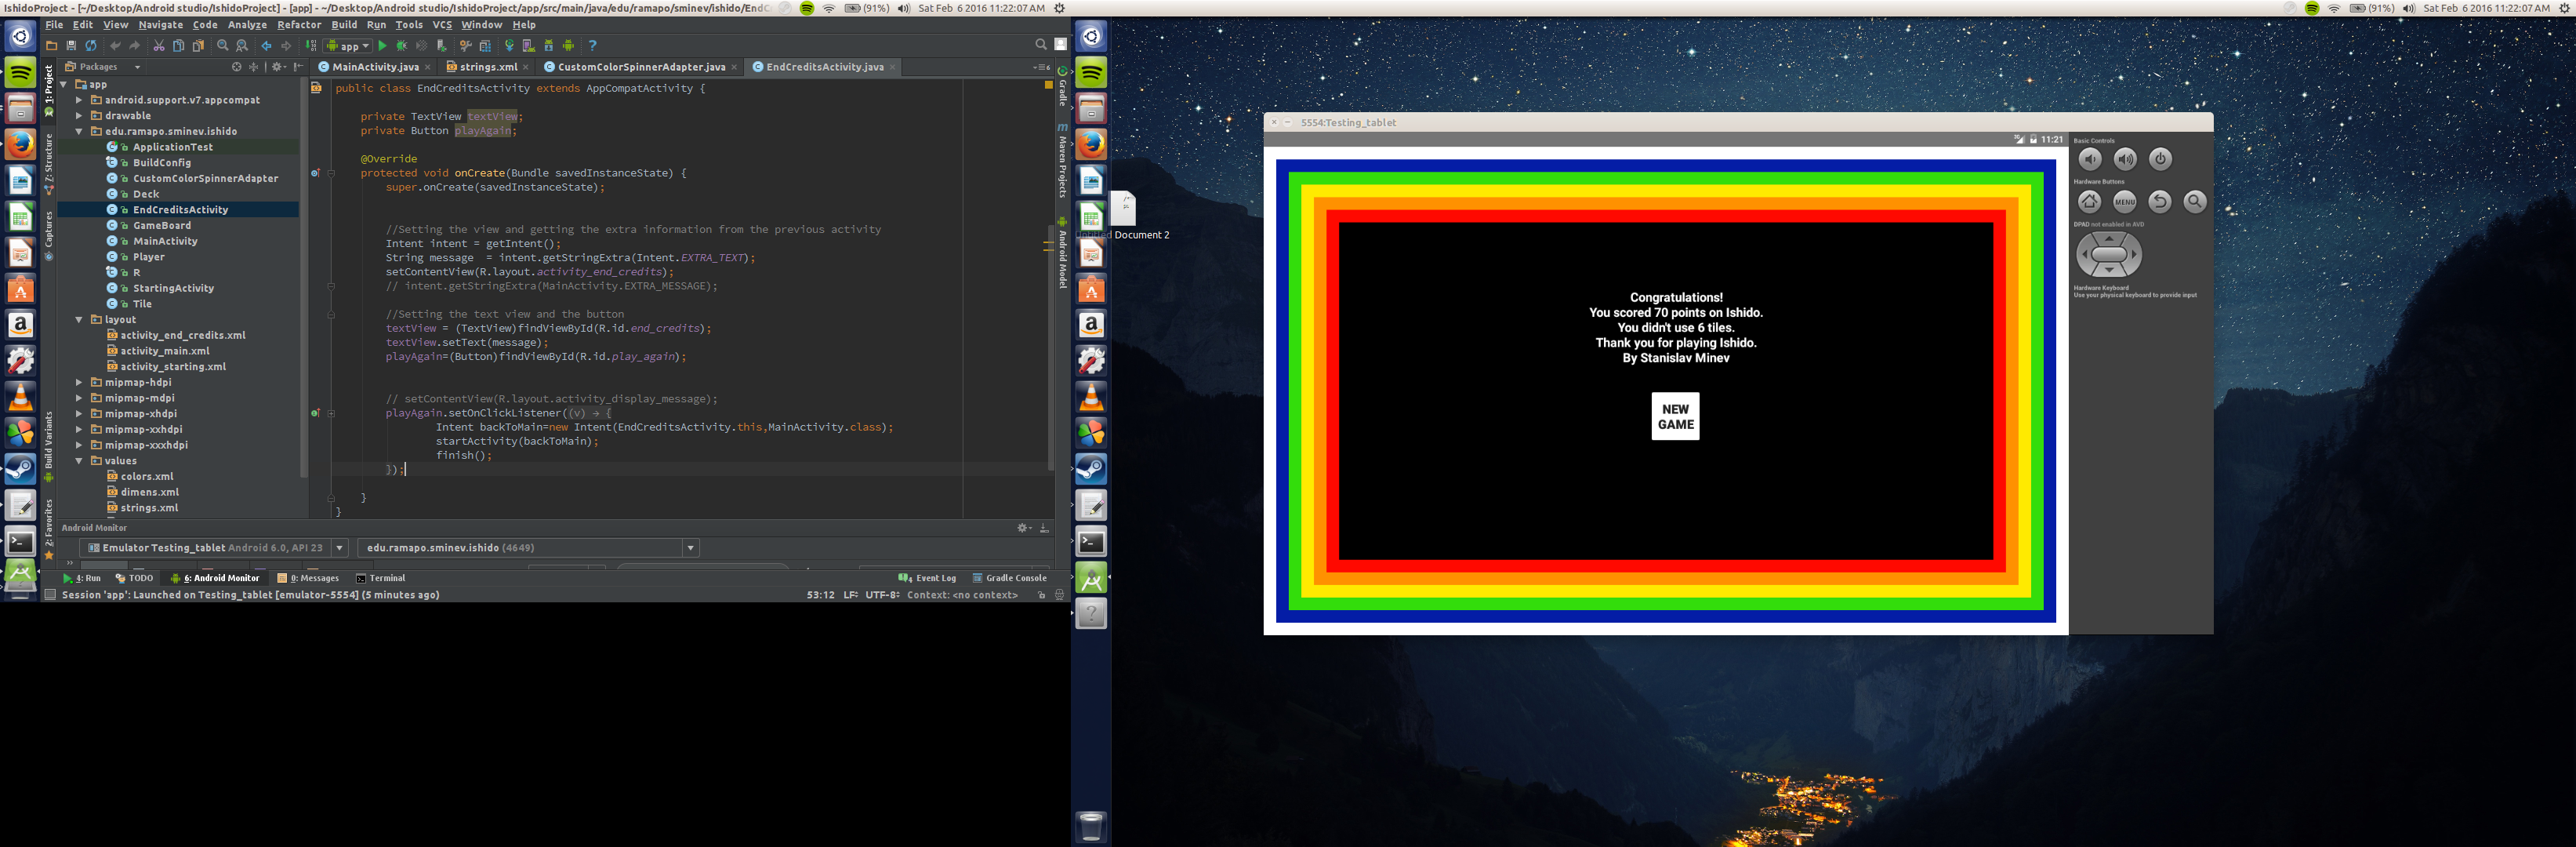 IshidoProject - [~/Desktop/Android studio/IshidoProject] - [app] - ~/Desktop/Android studio/IshidoProject/app/src/main/java/edu/ramapo/sminev/ishido/EndC
(91%) Sat Feb 6 2016 11:22:07 AM
File Edit View Navigate Code Analyze Refactor Build Run Tools VCS Window Help
app
Packages
MainActivity.java strings.xml CustomColorSpinnerAdapter.java EndCreditsActivity.java
1: Project
7: Structure
Captures
Build Variants
2: Favorites
app
android.support.v7.appcompat
drawable
edu.ramapo.sminev.ishido
ApplicationTest
BuildConfig
CustomColorSpinnerAdapter
Deck
EndCreditsActivity
GameBoard
MainActivity
Player
R
StartingActivity
Tile
layout
activity_end_credits.xml
activity_main.xml
activity_starting.xml
mipmap-hdpi
mipmap-mdpi
mipmap-xhdpi
mipmap-xxhdpi
mipmap-xxxhdpi
values
colors.xml
dimens.xml
strings.xml
public class EndCreditsActivity extends AppCompatActivity {
private TextView textView;
private Button playAgain;
@Override
protected void onCreate(Bundle savedInstanceState) {
super.onCreate(savedInstanceState);
//Setting the view and getting the extra information from the previous activity
Intent intent = getIntent();
String message  = intent.getStringExtra(Intent.EXTRA_TEXT);
setContentView(R.layout.activity_end_credits);
// intent.getStringExtra(MainActivity.EXTRA_MESSAGE);
//Setting the text view and the button
textView = (TextView)findViewById(R.id.end_credits);
textView.setText(message);
playAgain=(Button)findViewById(R.id.play_again);
// setContentView(R.layout.activity_display_message);
playAgain.setOnClickListener((v) → {
Intent backToMain=new Intent(EndCreditsActivity.this,MainActivity.class);
startActivity(backToMain);
finish();
});
}
}
Gradle
Maven Projects
Android Model
Android Monitor
Emulator Testing_tablet Android 6.0, API 23
edu.ramapo.sminev.ishido (4649)
4: Run TODO 6: Android Monitor 0: Messages Terminal Event Log Gradle Console
Session 'app': Launched on Testing_tablet [emulator-5554] (5 minutes ago)
53:12 LF UTF-8 Context: <no context>
(91%) Sat Feb 6 2016 11:22:07 AM
Document 2
5554:Testing_tablet
11:21
Congratulations!
You scored 70 points on Ishido.
You didn't use 6 tiles.
Thank you for playing Ishido.
By Stanislav Minev
NEW
GAME
Basic Controls
Hardware Buttons
MENU
DPAD not enabled in AVD
Hardware Keyboard
Use your physical keyboard to provide input